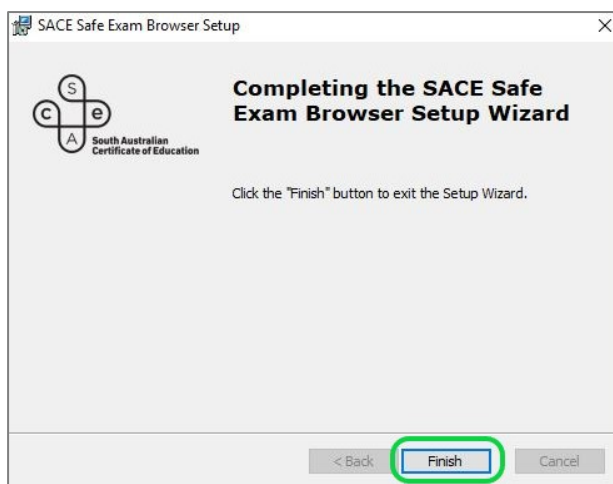 SACE Safe Exam Browser Setup
S
C e
A
South Australian
Certificate of Education
Completing the SACE Safe
Exam Browser Setup Wizard
Click the "Finish" button to exit the Setup Wizard.
< Back Finish Cancel